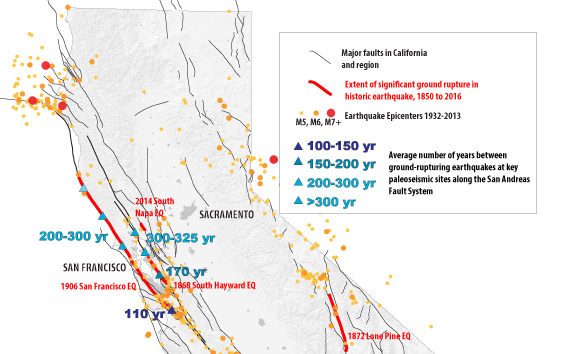 Major faults in California
and region
Extent of significant ground rupture in
historic earthquake, 1850 to 2016
Earthquake Epicenters 1932-2013
M5, M6, M7+
100-150 yr
150-200 yr
200-300 yr
>300 yr
Average number of years between
ground-rupturing earthquakes at key
paleoseismic sites along the San Andreas
Fault System
2014 South
Napa EQ
SACRAMENTO
200-300 yr
300-325 yr
SAN FRANCISCO
170 yr
1906 San Francisco EQ
1868 South Hayward EQ
110 yr
1872 Lone Pine EQ